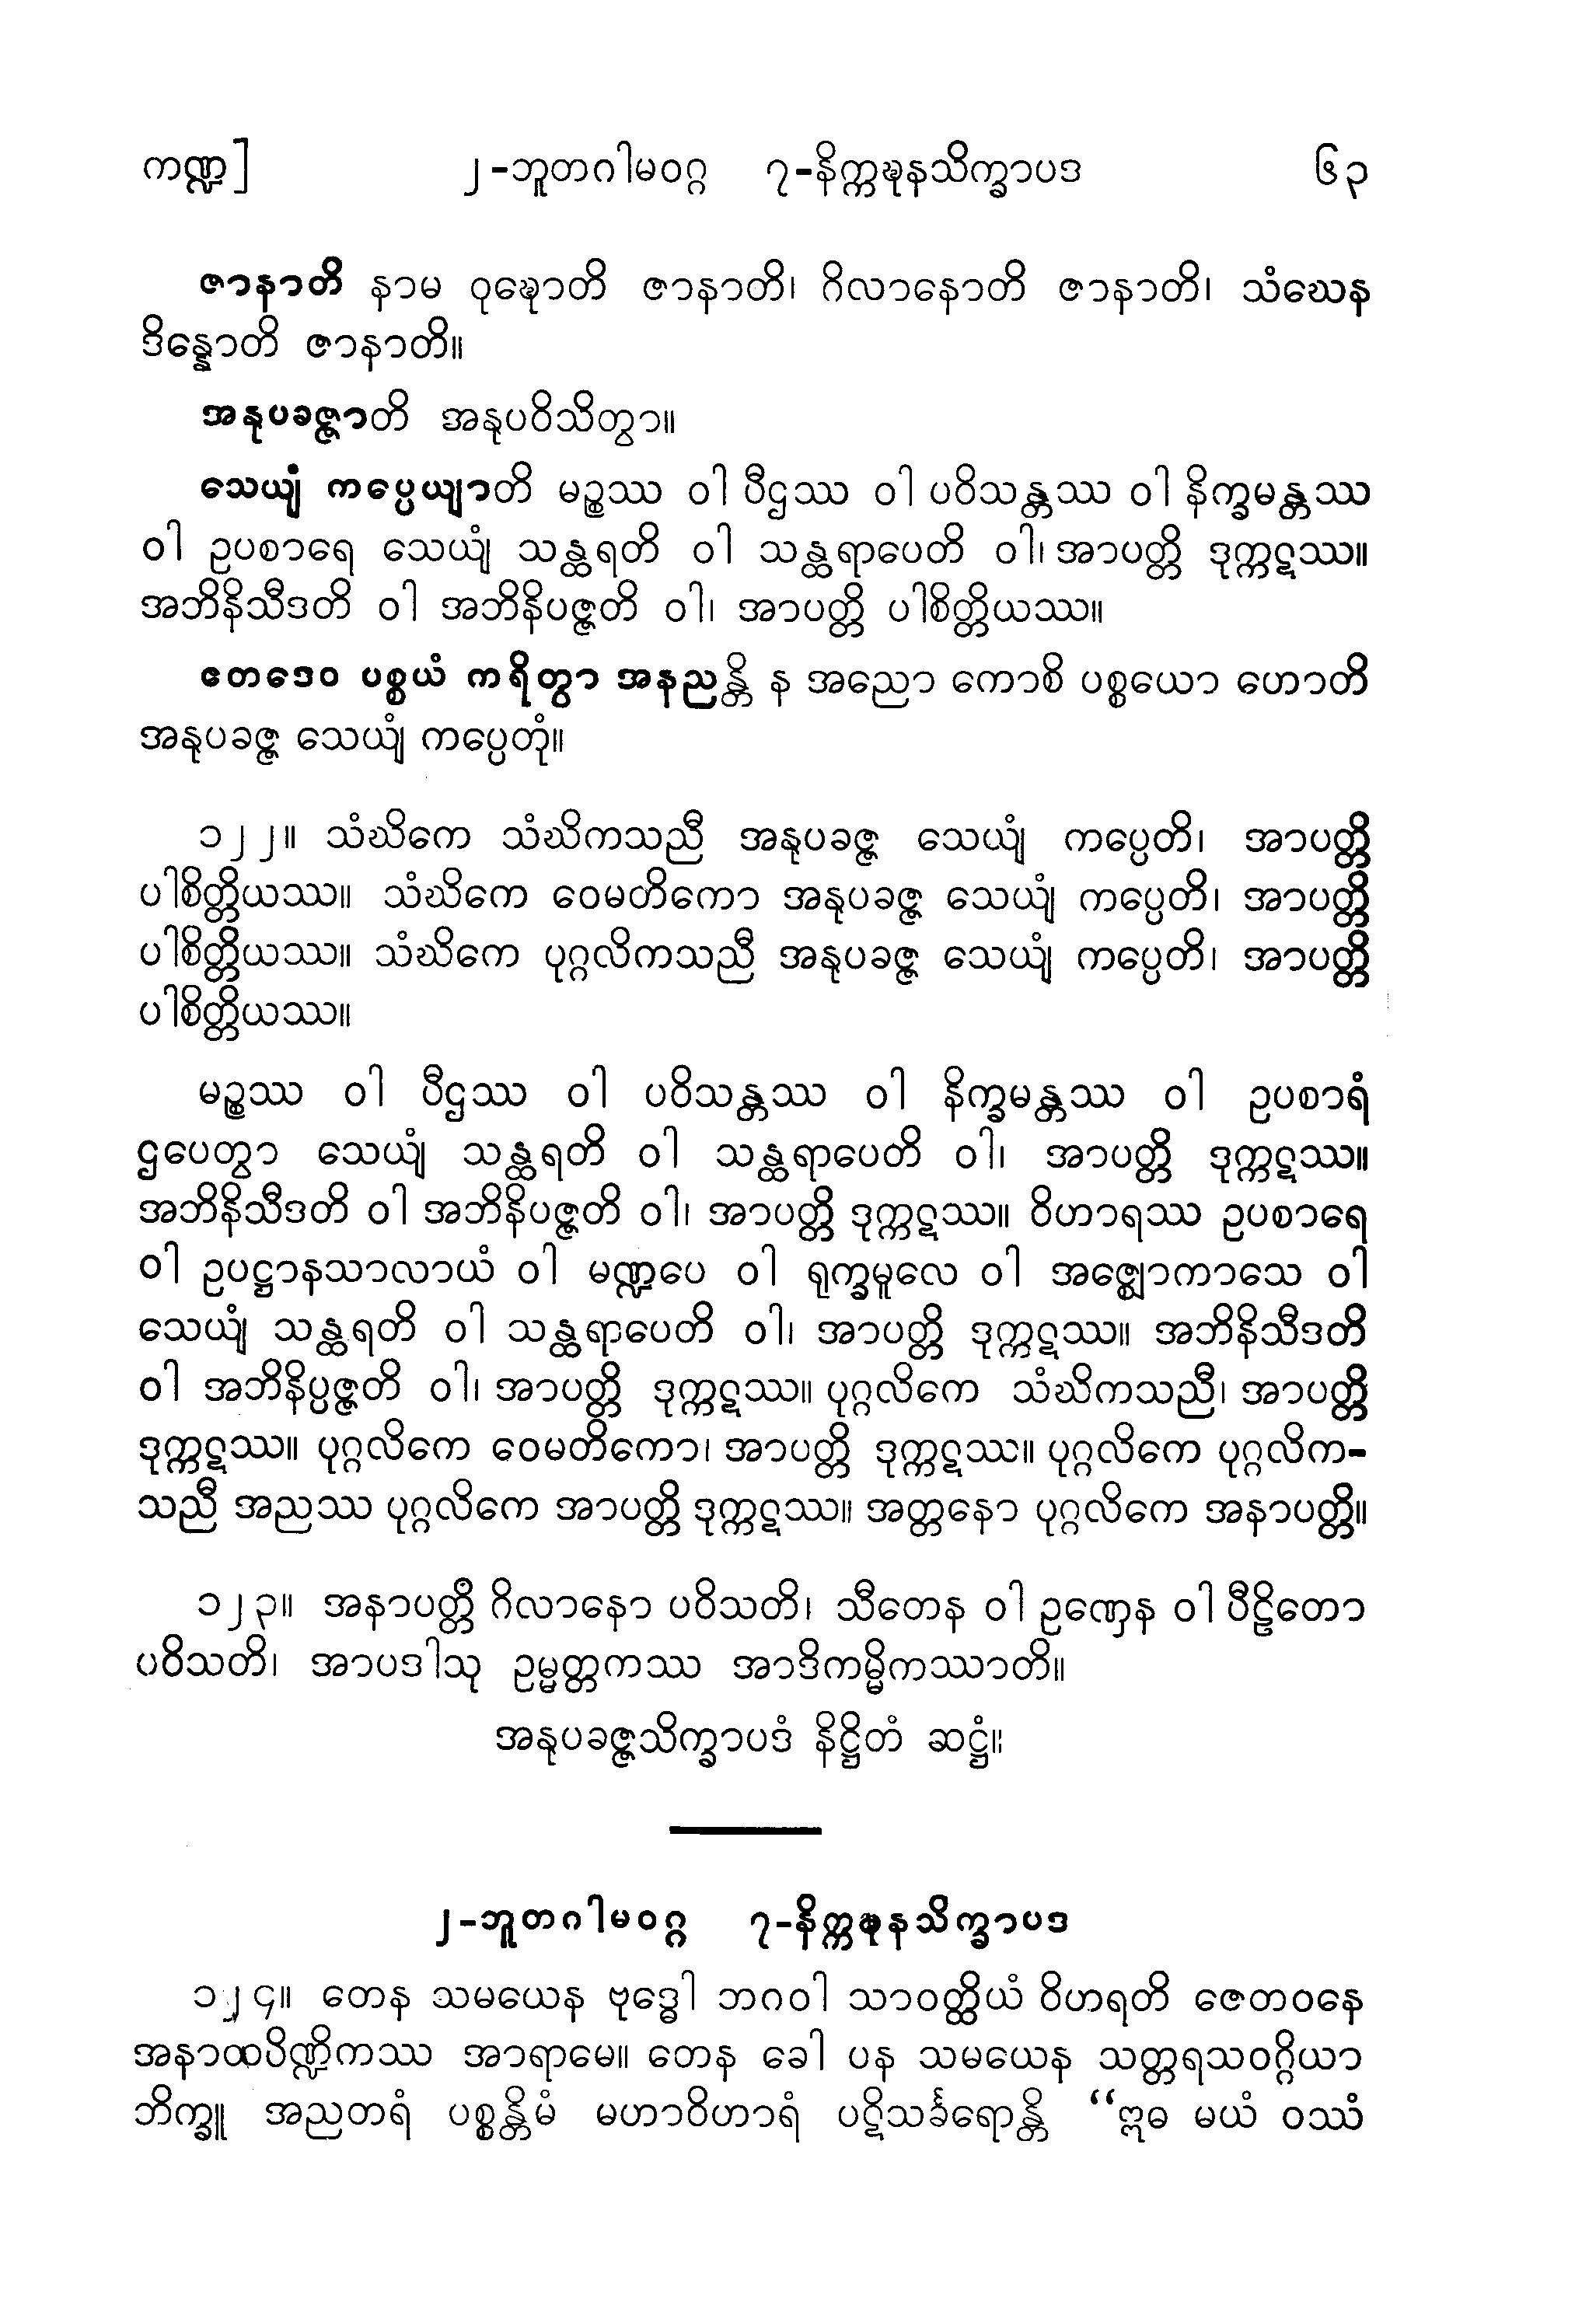 ကဏ္ဍ] ၂-ဘူတဂါမဝဂ္ဂ ၇-နိက္ကဍ္ဎနသိက္ခာပဒ ၆၃
ဇာနာတိ နာမ ဝုဍ္ဎောတိ ဇာနာတိ၊ ဂိလာနောတိ ဇာနာတိ၊ သံဃေန
ဒိန္နောတိ ဇာနာတိ။
အနုပခဇ္ဇာတိ အနုပဝိသိတွာ။
သေယျံ ကပ္ပေယျာတိ မဉ္စဿ ဝါ ပီဌဿ ဝါ ပဝိသန္တဿ ဝါ နိက္ခမန္တဿ
ဝါ ဥပစာရေ သေယျံ သန္ထရတိ ဝါ သန္ထရာပေတိ ဝါ၊ အာပတ္တိ ဒုက္ကဋဿ။
အဘိနိသီဒတိ ဝါ အဘိနိပဇ္ဇတိ ဝါ၊ အာပတ္တိ ပါစိတ္တိယဿ။
ဧတဒေဝ ပစ္စယံ ကရိတွာ အနညန္တိ န အညော ကောစိ ပစ္စယော ဟောတိ
အနုပခဇ္ဇ သေယျံ ကပ္ပေတုံ။
၁၂၂။ သံဃိကေ သံဃိကသညီ အနုပခဇ္ဇ သေယျံ ကပ္ပေတိ၊ အာပတ္တိ
ပါစိတ္တိယဿ။ သံဃိကေ ဝေမတိကော အနုပခဇ္ဇ သေယျံ ကပ္ပေတိ၊ အာပတ္တိ
ပါစိတ္တိယဿ။ သံဃိကေ ပုဂ္ဂလိကသညီ အနုပခဇ္ဇ သေယျံ ကပ္ပေတိ၊ အာပတ္တိ
ပါစိတ္တိယဿ။
မဉ္စဿ ဝါ ပီဌဿ ဝါ ပဝိသန္တဿ ဝါ နိက္ခမန္တဿ ဝါ ဥပစာရံ
ဌပေတွာ သေယျံ သန္ထရတိ ဝါ သန္ထရာပေတိ ဝါ၊ အာပတ္တိ ဒုက္ကဋဿ။
အဘိနိသီဒတိ ဝါ အဘိနိပဇ္ဇတိ ဝါ၊ အာပတ္တိ ဒုက္ကဋဿ။ ဝိဟာရဿ ဥပစာရေ
ဝါ ဥပဋ္ဌာနသာလာယံ ဝါ မဏ္ဍပေ ဝါ ရုက္ခမူလေ ဝါ အဇ္ဈောကာသေ ဝါ
သေယျံ သန္ထရတိ ဝါ သန္ထရာပေတိ ဝါ၊ အာပတ္တိ ဒုက္ကဋဿ။ အဘိနိသီဒတိ
ဝါ အဘိနိပ္ပဇ္ဇတိ ဝါ၊ အာပတ္တိ ဒုက္ကဋဿ။ ပုဂ္ဂလိကေ သံဃိကသညီ၊ အာပတ္တိ
ဒုက္ကဋဿ။ ပုဂ္ဂလိကေ ဝေမတိကော၊ အာပတ္တိ ဒုက္ကဋဿ။ ပုဂ္ဂလိကေ ပုဂ္ဂလိက-
သညီ အညဿ ပုဂ္ဂလိကေ အာပတ္တိ ဒုက္ကဋဿ။ အတ္တနော ပုဂ္ဂလိကေ အနာပတ္တိ။
၁၂၃။ အနာပတ္တိ ဂိလာနော ပဝိသတိ၊ သီတေန ဝါ ဥဏှေန ဝါ ပီဠိတော
ပဝိသတိ၊ အာပဒါသု ဥမ္မတ္တကဿ အာဒိကမ္မိကဿာတိ။
အနုပခဇ္ဇသိက္ခာပဒံ နိဋ္ဌိတံ ဆဋ္ဌံ။
၂-ဘူတဂါမဝဂ္ဂ ၇-နိက္ကဍ္ဎနသိက္ခာပဒ
၁၂၄။ တေန သမယေန ဗုဒ္ဓေါ ဘဂဝါ သာဝတ္ထိယံ ဝိဟရတိ ဇေတဝနေ
အနာထပိဏ္ဍိကဿ အာရာမေ။ တေန ခေါ ပန သမယေန သတ္တရသဝဂ္ဂိယာ
ဘိက္ခူ အညတရံ ပစ္စန္တိမံ မဟာဝိဟာရံ ပဋိသင်္ခရောန္တိ “ဣဓ မယံ ဝဿံ